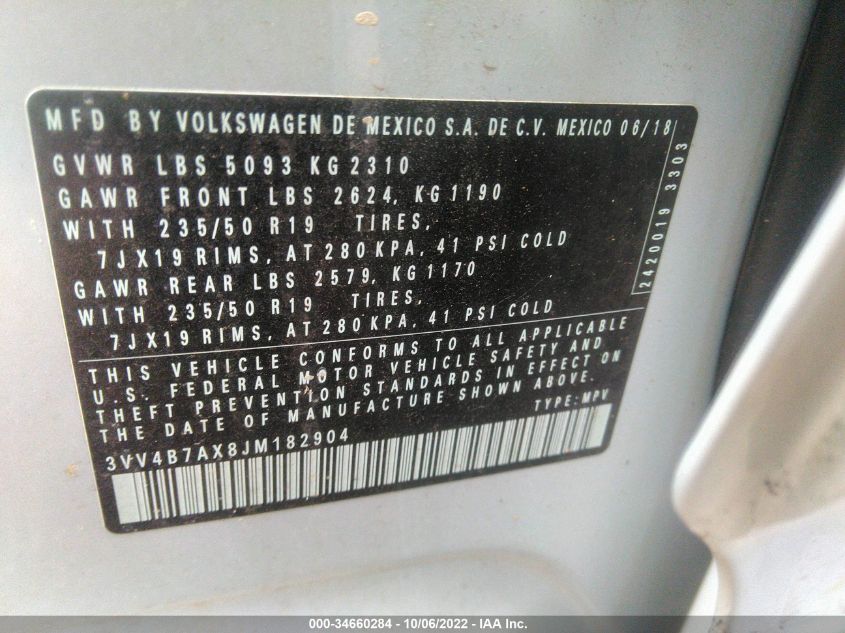 MFD BY VOLKSWAGEN DE MEXICO S.A. DE C.V. MEXICO 06/18
GVWR LBS 5093 KG 2310
GAWR FRONT LBS 2624, KG 1190
WITH 235/50 R19 TIRES,
7JX19 RIMS, AT 280 KPA, 41 PSI COLD
GAWR REAR LBS 2579, KG 1170
WITH 235/50 R19 TIRES,
7JX19 RIMS, AT 280 KPA, 41 PSI COLD
THIS VEHICLE CONFORMS TO ALL APPLICABLE
U.S. FEDERAL MOTOR VEHICLE SAFETY AND
THEFT PREVENTION STANDARDS IN EFFECT ON
THE DATE OF MANUFACTURE SHOWN ABOVE.
3VV4B7AX8JM182904 TYPE: MPV
2420019 3303
000-34660284 - 10/06/2022 - IAA Inc.